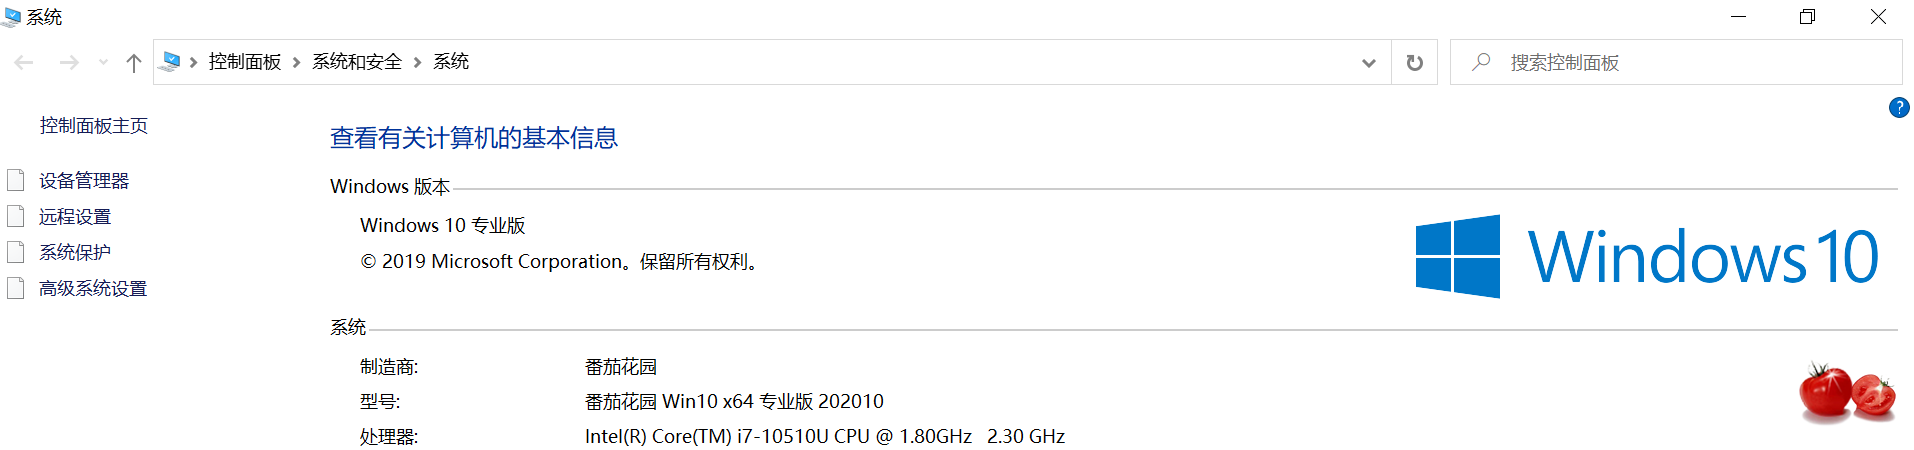 系统
控制面板 系统和安全 系统
搜索控制面板
?
控制面板主页
设备管理器
远程设置
系统保护
高级系统设置
查看有关计算机的基本信息
Windows 版本
Windows 10 专业版
© 2019 Microsoft Corporation。保留所有权利。
Windows 10
系统
制造商: 番茄花园
型号: 番茄花园 Win10 x64 专业版 202010
处理器: Intel(R) Core(TM) i7-10510U CPU @ 1.80GHz 2.30 GHz